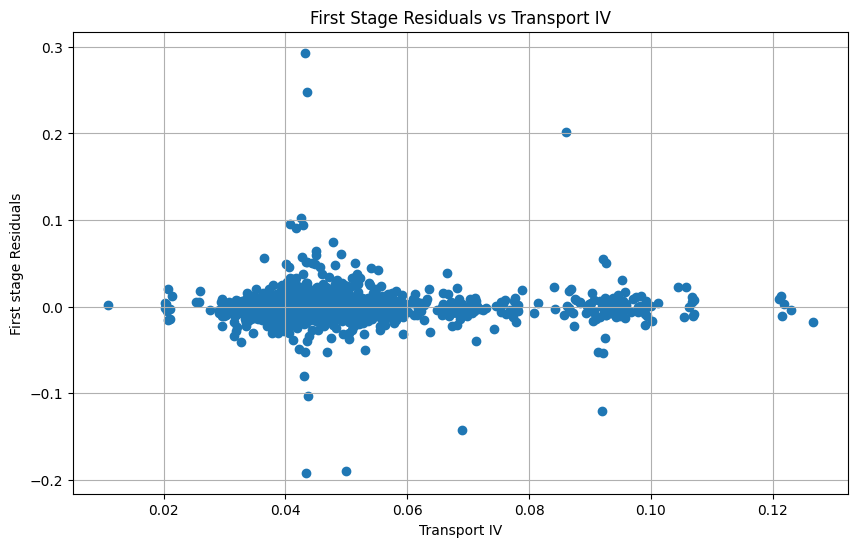 First Stage Residuals vs Transport IV
0.3
0.2
0.1
0.0
−0.1
−0.2
First stage Residuals
0.02 0.04 0.06 0.08 0.10 0.12
Transport IV